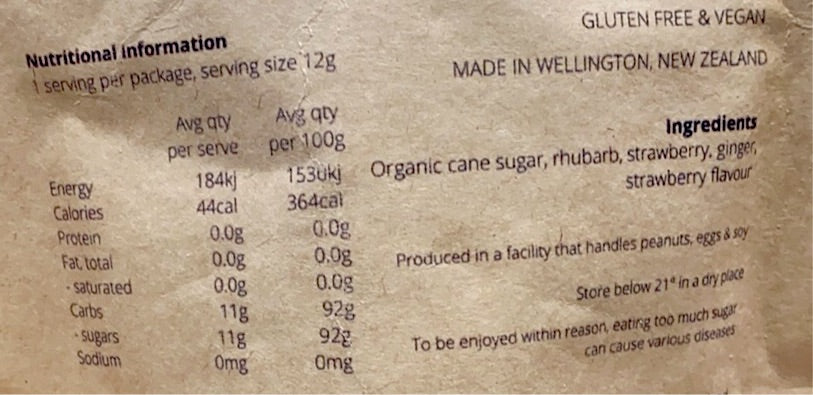 GLUTEN FREE & VEGAN
MADE IN WELLINGTON, NEW ZEALAND
Nutritional Information
1 serving per package, serving size 12g
Avg qty per serve Avg qty per 100g
Energy 184kj 1530kj
Calories 44cal 364cal
Protein 0.0g 0.0g
Fat, total 0.0g 0.0g
- saturated 0.0g 0.0g
Carbs 11g 92g
- sugars 11g 92g
Sodium 0mg 0mg
Ingredients
Organic cane sugar, rhubarb, strawberry, ginger,
strawberry flavour
Produced in a facility that handles peanuts, eggs & soy
Store below 21° in a dry place
To be enjoyed within reason, eating too much sugar
can cause various diseases